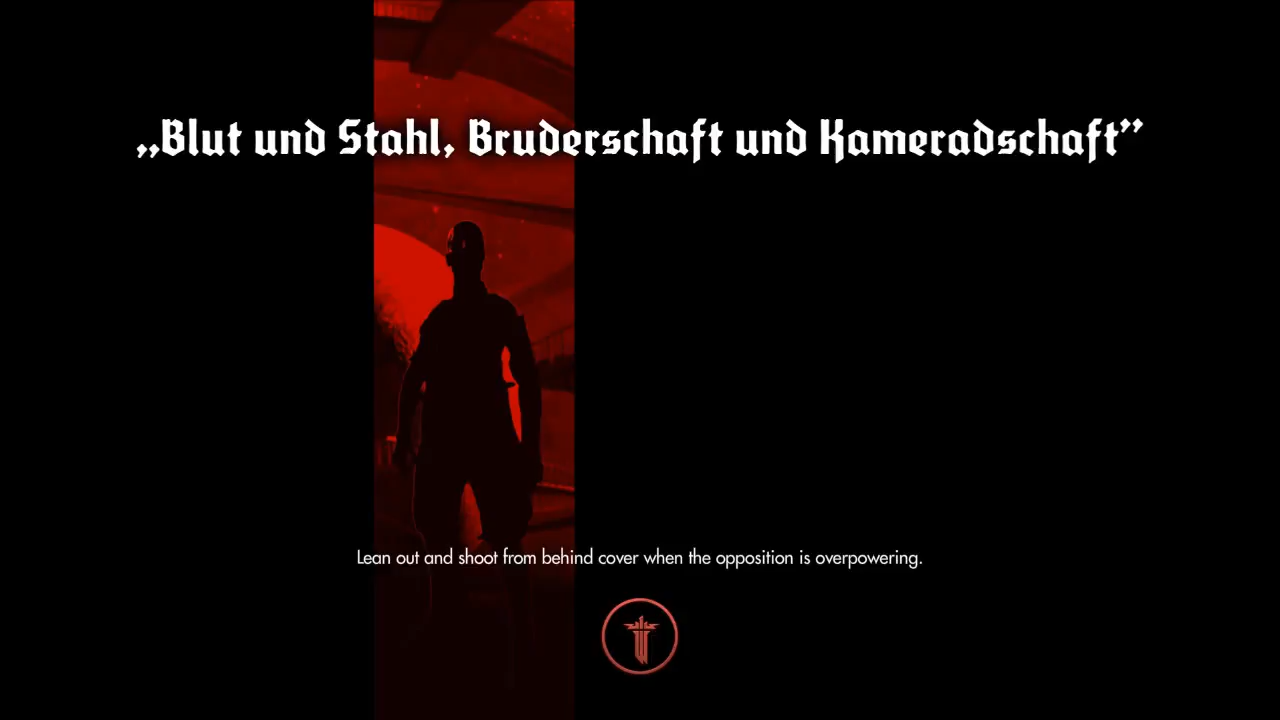 „Blut und Stahl, Bruderschaft und Kameradschaft”
Lean out and shoot from behind cover when the opposition is overpowering.